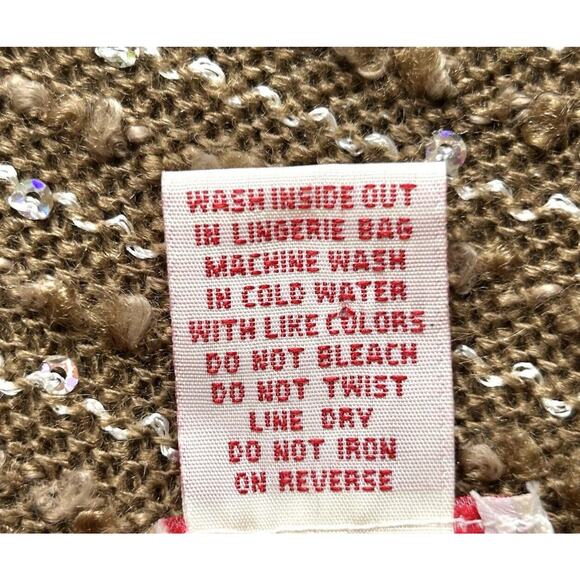 WASH INSIDE OUT
IN LINGERIE BAG
MACHINE WASH
IN COLD WATER
WITH LIKE COLORS
DO NOT BLEACH
DO NOT TWIST
LINE DRY
DO NOT IRON
ON REVERSE